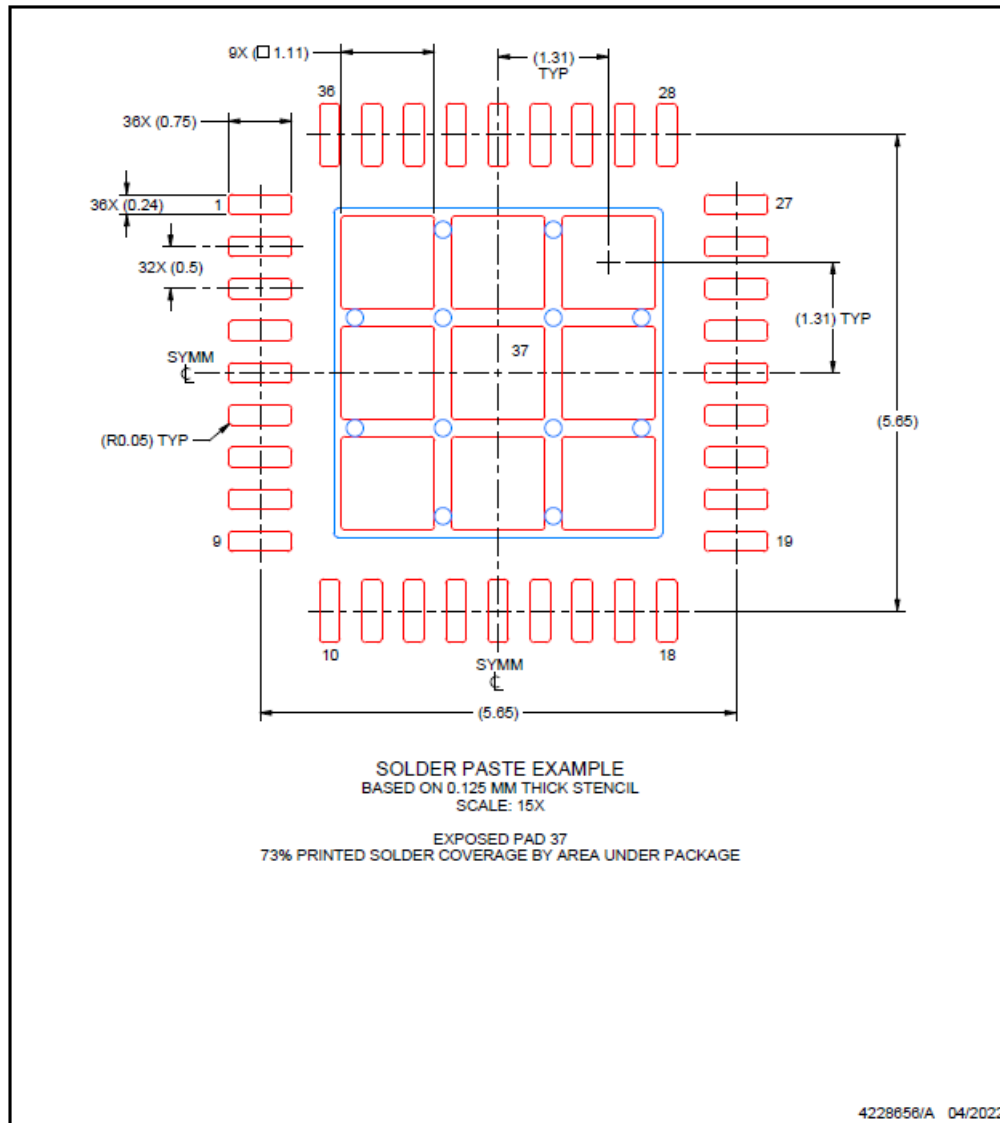 9X (□ 1.11)
(1.31)
TYP
36
28
36X (0.75)
36X (0.24)
1
27
32X (0.5)
(1.31) TYP
37
SYMM
℄
(5.65)
(R0.05) TYP
9
19
10
18
SYMM
℄
(5.65)
SOLDER PASTE EXAMPLE
BASED ON 0.125 MM THICK STENCIL
SCALE: 15X
EXPOSED PAD 37
73% PRINTED SOLDER COVERAGE BY AREA UNDER PACKAGE
4228656/A 04/2022